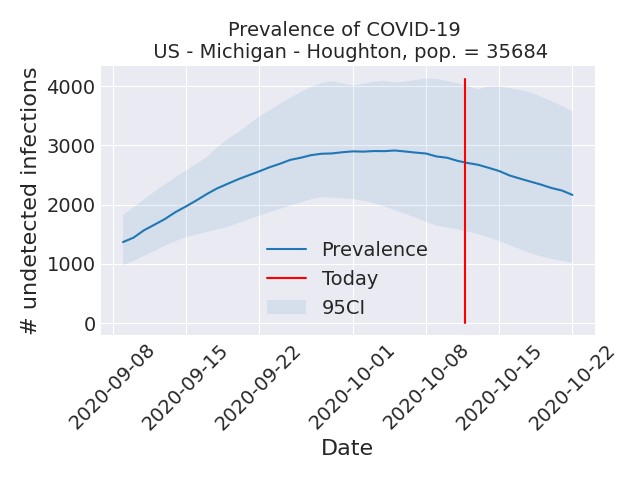 Prevalence of COVID-19
US - Michigan - Houghton, pop. = 35684
# undetected infections
4000
3000
2000
1000
0
Prevalence
Today
95CI
2020-09-08
2020-09-15
2020-09-22
2020-10-01
2020-10-08
2020-10-15
2020-10-22
Date